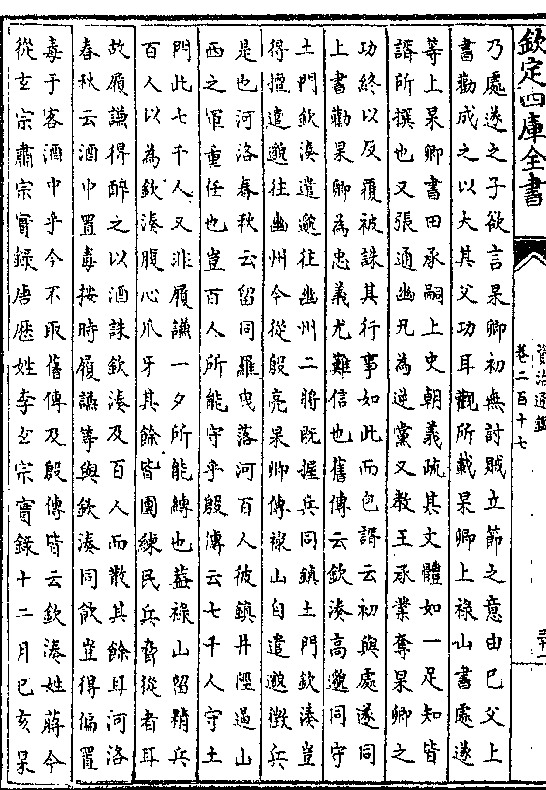 欽定四庫全書
資治通鑑
卷二百十七
乃處遂之子欲言杲卿初無討賊立節之意由已父上
書勸成之以大其父功耳觀所載杲卿上禄山書處遂
等上杲卿書田承嗣上史朝義疏其文體如一足知皆
諝所撰也又張通幽兄為逆黨又教王承業奪杲卿之
功終以反覆被誅其行事如此而包諝云初與處遂同
上書勸杲卿為忠義尤難信也舊傳云欽湊高邈同守
土門欽湊遣邈往幽州二將既握兵同鎮土門欽湊豈
得擅遣邈往幽州今從殷亮杲卿傳禄山自遣邈徵兵
是也河洛春秋云留同羅曳落河百人彼鎮井陘遏山
西之軍重任也豈百人所能守乎殷傳云七千人守土
門此七千人又非履謙一夕所能縛也葢禄山留精兵
百人以為欽湊腹心爪牙其餘皆團練民兵脅從者耳
故履謙得醉之以酒誅欽湊及百人而散其餘耳河洛
春秋云酒中置毒按時履謙等與欽湊同飲豈得偏置
毒于客酒中乎今不取舊傳及殷傳皆云欽湊姓蔣今
從玄宗肅宗實録唐歴姓李玄宗實録十二月己亥杲